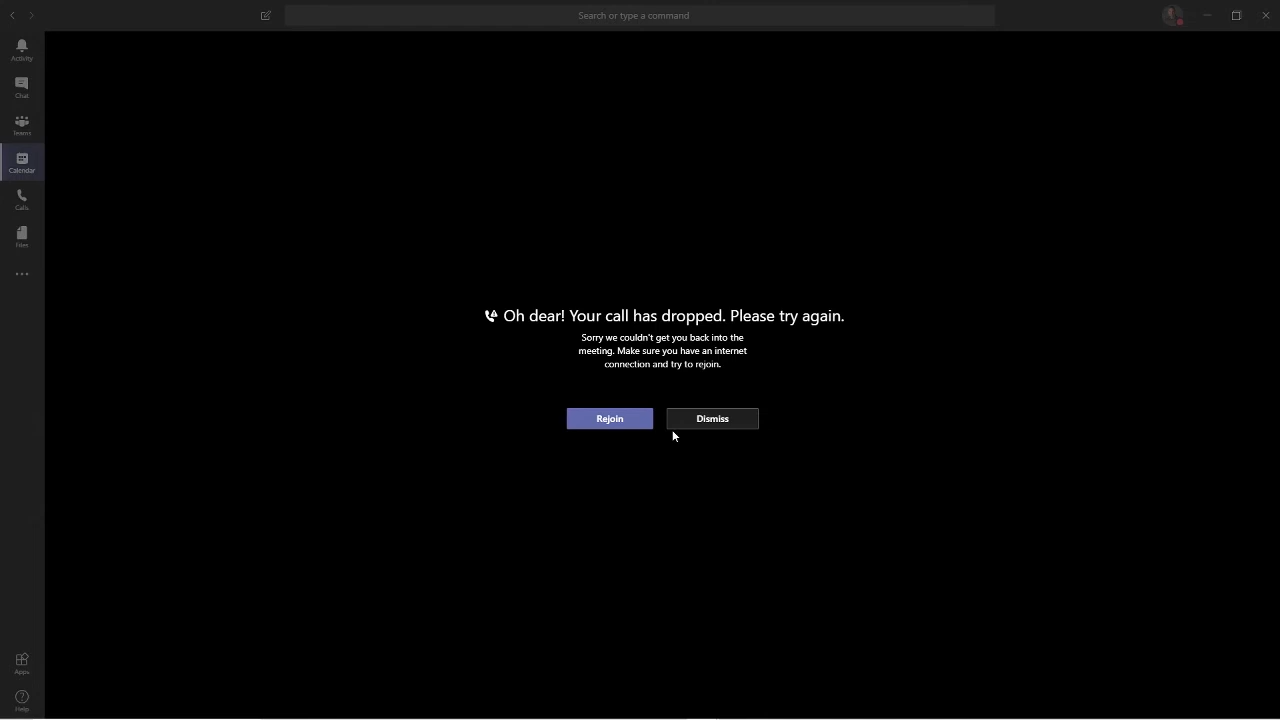 Search or type a command
Activity
Chat
Teams
Calendar
Calls
Files
Oh dear! Your call has dropped. Please try again.
Sorry we couldn't get you back into the
meeting. Make sure you have an internet
connection and try to rejoin.
Rejoin
Dismiss
Apps
Help